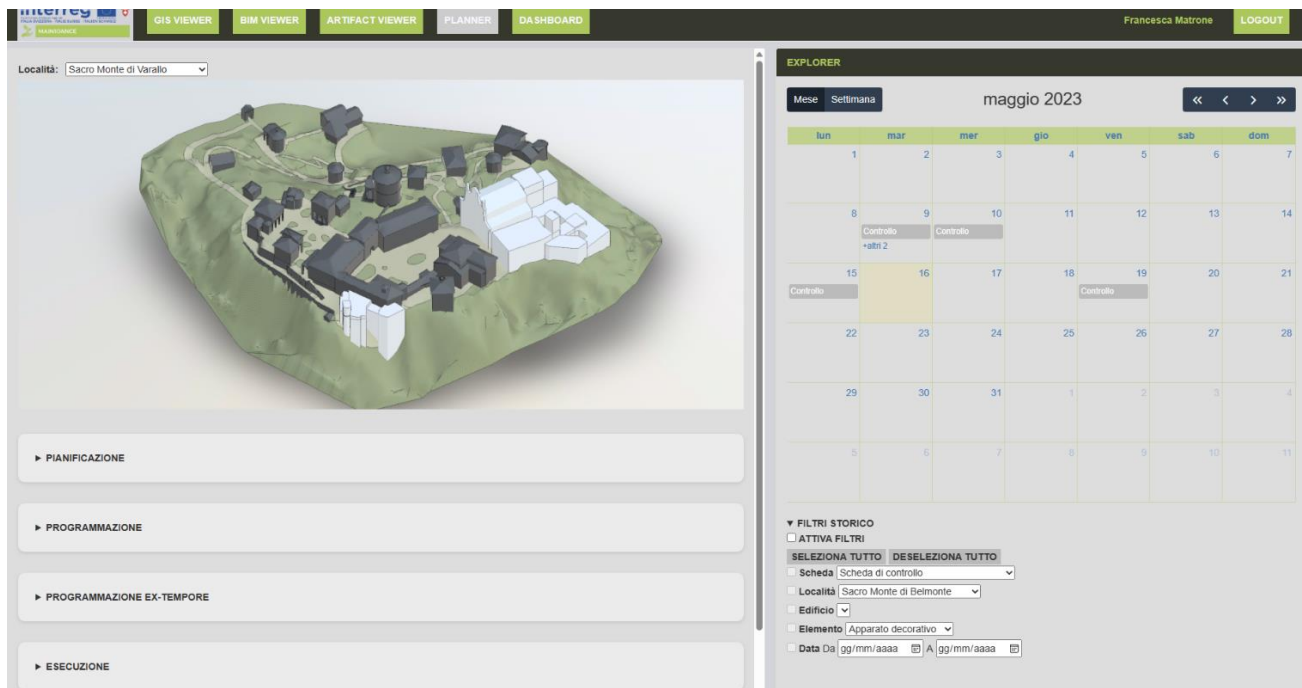 Interreg
MAIN10ANCE
GIS VIEWER BIM VIEWER ARTIFACT VIEWER PLANNER DASHBOARD
Francesca Matrone LOGOUT
Località: Sacro Monte di Varallo
► PIANIFICAZIONE
► PROGRAMMAZIONE
► PROGRAMMAZIONE EX-TEMPORE
► ESECUZIONE
EXPLORER
Mese Settimana maggio 2023 « < > »
lun mar mer gio ven sab dom
1 2 3 4 5 6 7
8 9 10 11 12 13 14
Controllo Controllo
+altri 2
15 16 17 18 19 20 21
Controllo Controllo
22 23 24 25 26 27 28
29 30 31 1 2 3 4
5 6 7 8 9 10 11
▼ FILTRI STORICO
ATTIVA FILTRI
SELEZIONA TUTTO DESELEZIONA TUTTO
Scheda Scheda di controllo
Località Sacro Monte di Belmonte
Edificio
Elemento Apparato decorativo
Data Da gg/mm/aaaa A gg/mm/aaaa